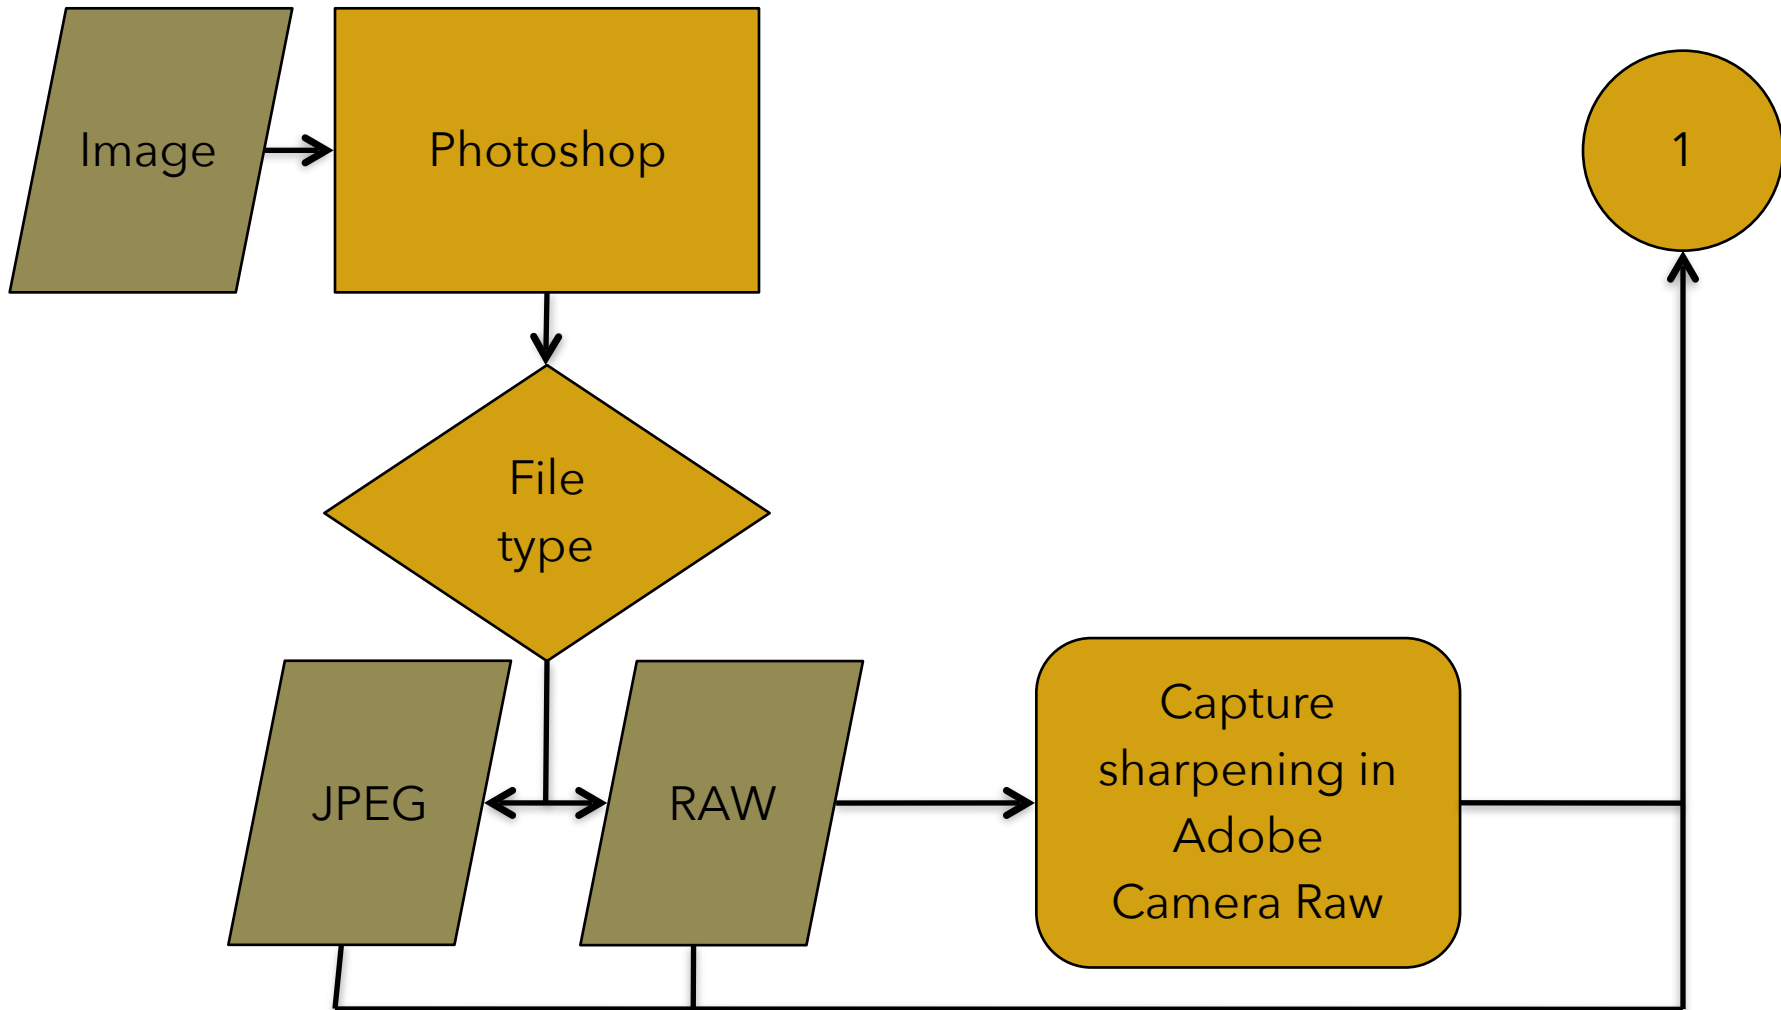 Image
Photoshop
1
File
type
JPEG
RAW
Capture
sharpening in
Adobe
Camera Raw